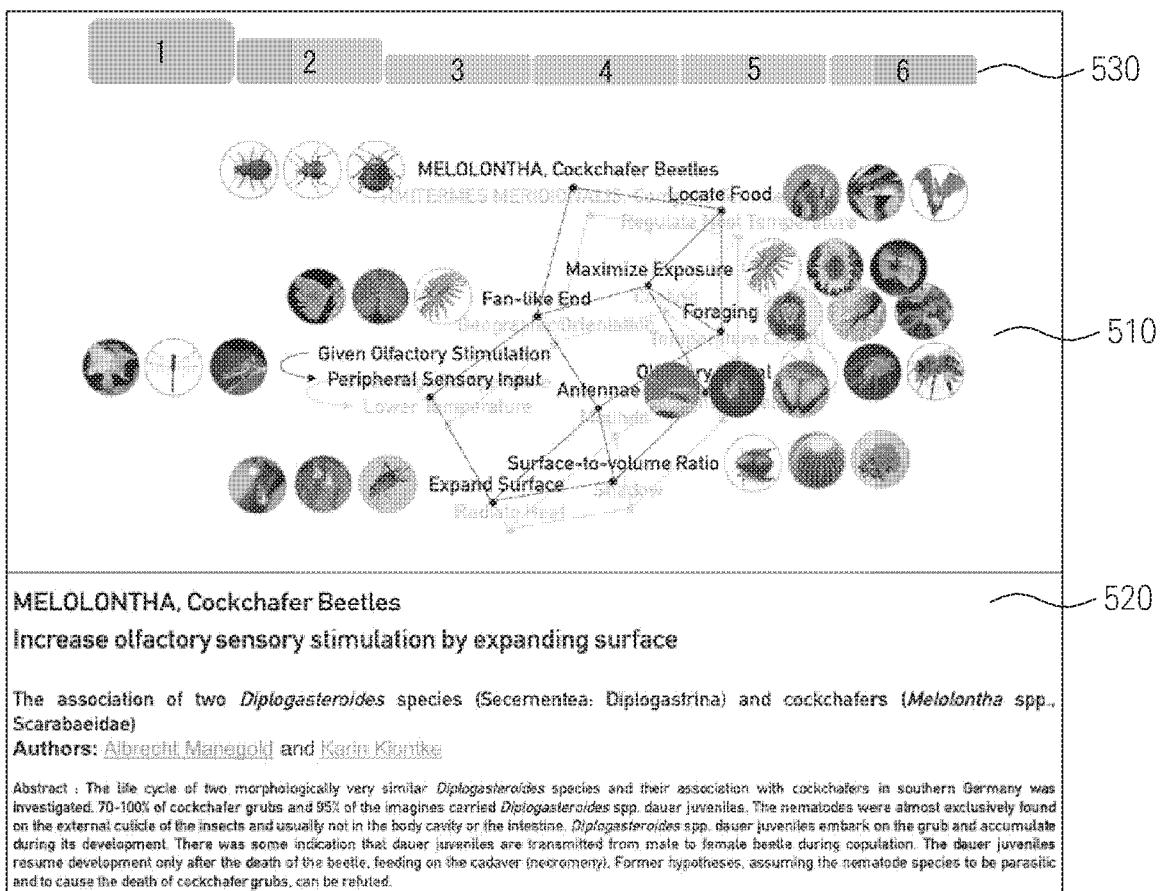 1 2 3 4 5 6
530
MELOLONTHA, Cockchafer Beetles
AMITERMES MERIDIONALIS,
Locate Food
Regulate Heat Temperature
Maximize Exposure
Fan-like End
Foraging
510
Geographic Orientation
Given Olfactory Stimulation
Peripheral Sensory Input
Antennae
Lower Temperature
Surface-to-volume Ratio
Expand Surface
Shadow
Radiate Heat
MELOLONTHA, Cockchafer Beetles
520
Increase olfactory sensory stimulation by expanding surface
The association of two Diplogasteroides species (Secernentea: Diplogastrina) and cockchafers (Melolontha spp.,
Scarabaeidae)
Authors: Albrecht Manegold and Karin Kiontke
Abstract : The life cycle of two morphologically very similar Diplogasteroides species and their association with cockchafers in southern Germany was
investigated. 70-100% of cockchafer grubs and 95% of the imagines carried Diplogasteroides spp. dauer juveniles. The nematodes were almost exclusively found
on the external cuticle of the insects and usually not in the body cavity or the intestine. Diplogasteroides spp. dauer juveniles embark on the grub and accumulate
during its development. There was some indication that dauer juveniles are transmitted from male to female beetle during copulation. The dauer juveniles
resume development only after the death of the beetle, feeding on the cadaver (necromeny). Former hypotheses, assuming the nematode species to be parasitic
and to cause the death of cockchafer grubs, can be refuted.